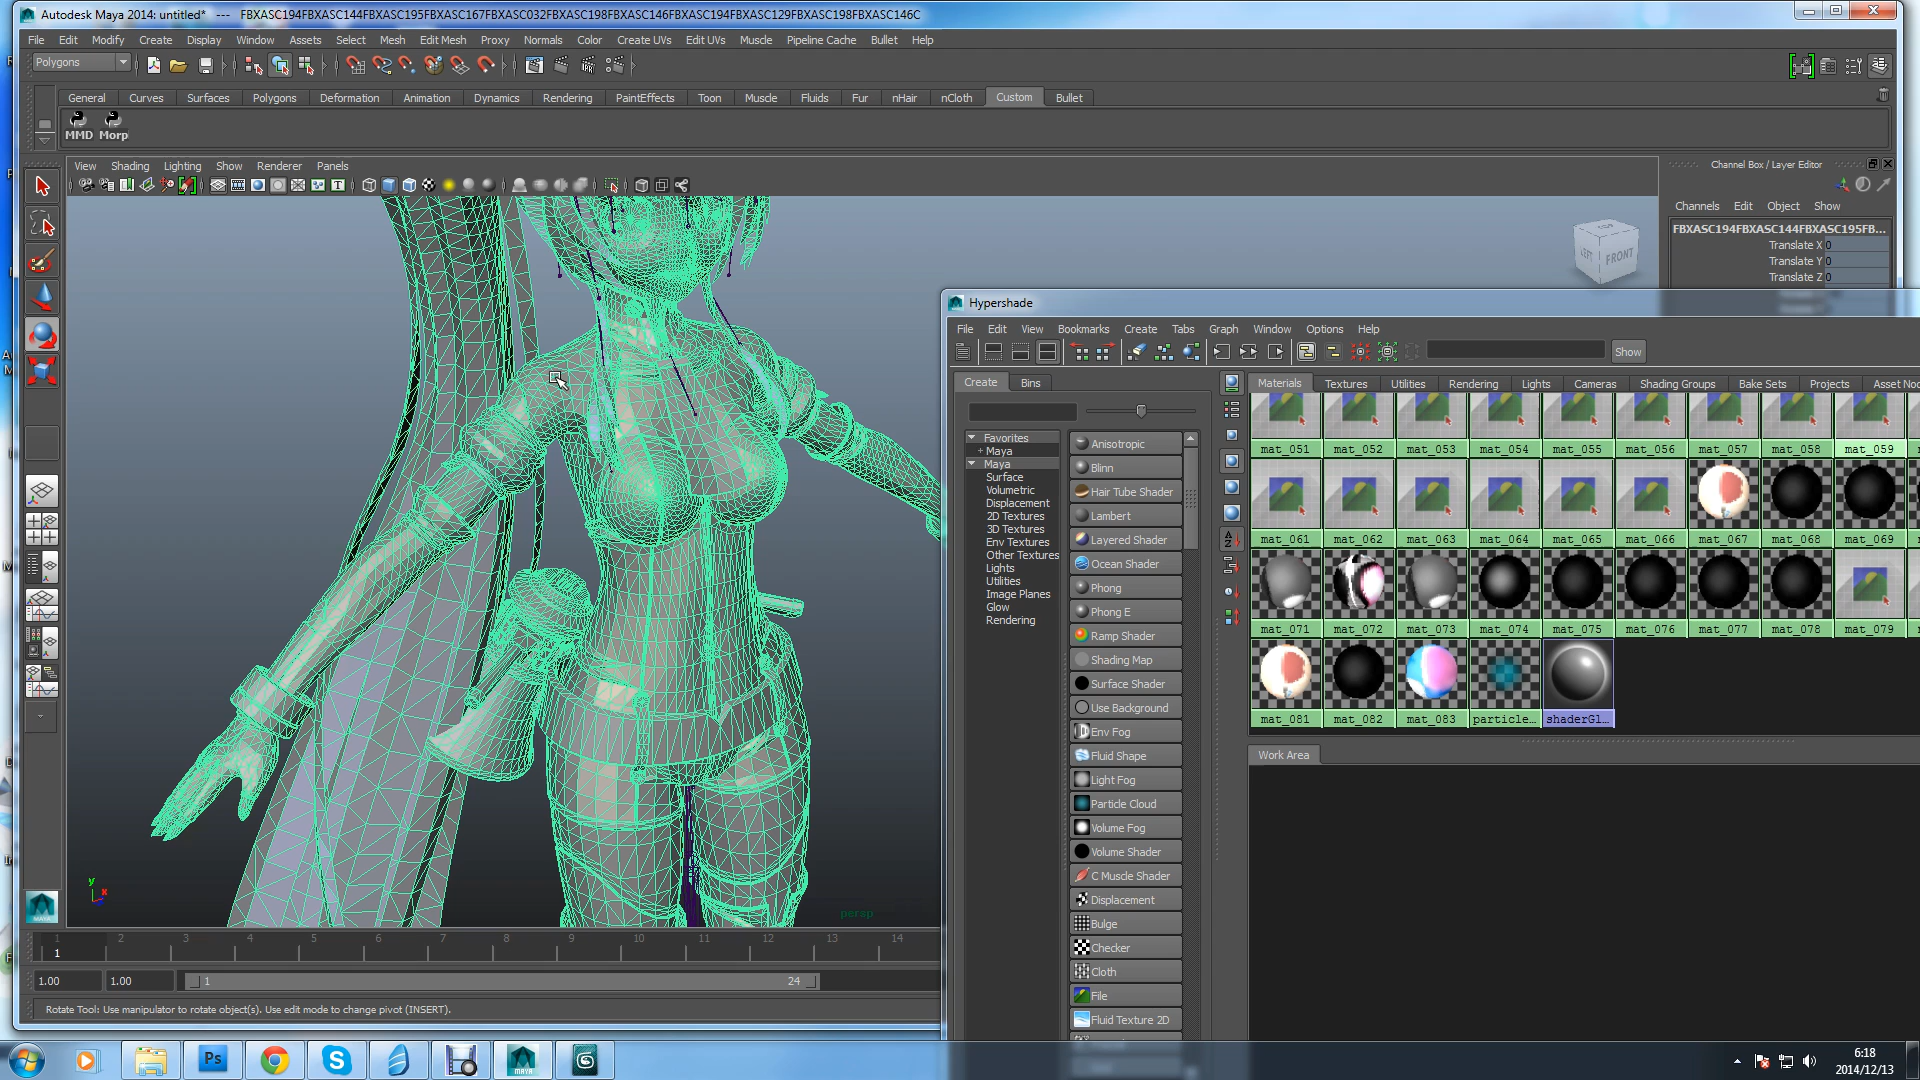 Autodesk Maya 2014: untitled* --- FBXASC194FBXASC144FBXASC195FBXASC167FBXASC032FBXASC198FBXASC146FBXASC194FBXASC129FBXASC198FBXASC146C
File Edit Modify Create Display Window Assets Select Mesh Edit Mesh Proxy Normals Color Create UVs Edit UVs Muscle Pipeline Cache Bullet Help
Polygons
General Curves Surfaces Polygons Deformation Animation Dynamics Rendering PaintEffects Toon Muscle Fluids Fur nHair nCloth Custom Bullet
MMD Morp
View Shading Lighting Show Renderer Panels
Channel Box / Layer Editor
Channels Edit Object Show
FBXASC194FBXASC144FBXASC195FB...
Translate X 0
Translate Y 0
Translate Z 0
TOP
LEFT FRONT
Hypershade
File Edit View Bookmarks Create Tabs Graph Window Options Help
Show
Create Bins
Materials Textures Utilities Rendering Lights Cameras Shading Groups Bake Sets Projects Asset Nod
Favorites
+ Maya
Maya
Surface
Volumetric
Displacement
2D Textures
3D Textures
Env Textures
Other Textures
Lights
Utilities
Image Planes
Glow
Rendering
Anisotropic
Blinn
Hair Tube Shader
Lambert
Layered Shader
Ocean Shader
Phong
Phong E
Ramp Shader
Shading Map
Surface Shader
Use Background
Env Fog
Fluid Shape
Light Fog
Particle Cloud
Volume Fog
Volume Shader
C Muscle Shader
Displacement
Bulge
Checker
Cloth
File
Fluid Texture 2D
mat_051 mat_052 mat_053 mat_054 mat_055 mat_056 mat_057 mat_058 mat_059
mat_061 mat_062 mat_063 mat_064 mat_065 mat_066 mat_067 mat_068 mat_069
mat_071 mat_072 mat_073 mat_074 mat_075 mat_076 mat_077 mat_078 mat_079
mat_081 mat_082 mat_083 particle... shaderGl...
Work Area
y
x
persp
MAYA
1 2 3 4 5 6 7 8 9 10 11 12 13 14
1
1.00 1.00 1 24
Rotate Tool: Use manipulator to rotate object(s). Use edit mode to change pivot (INSERT).
Ps
MAYA
6:18
2014/12/13